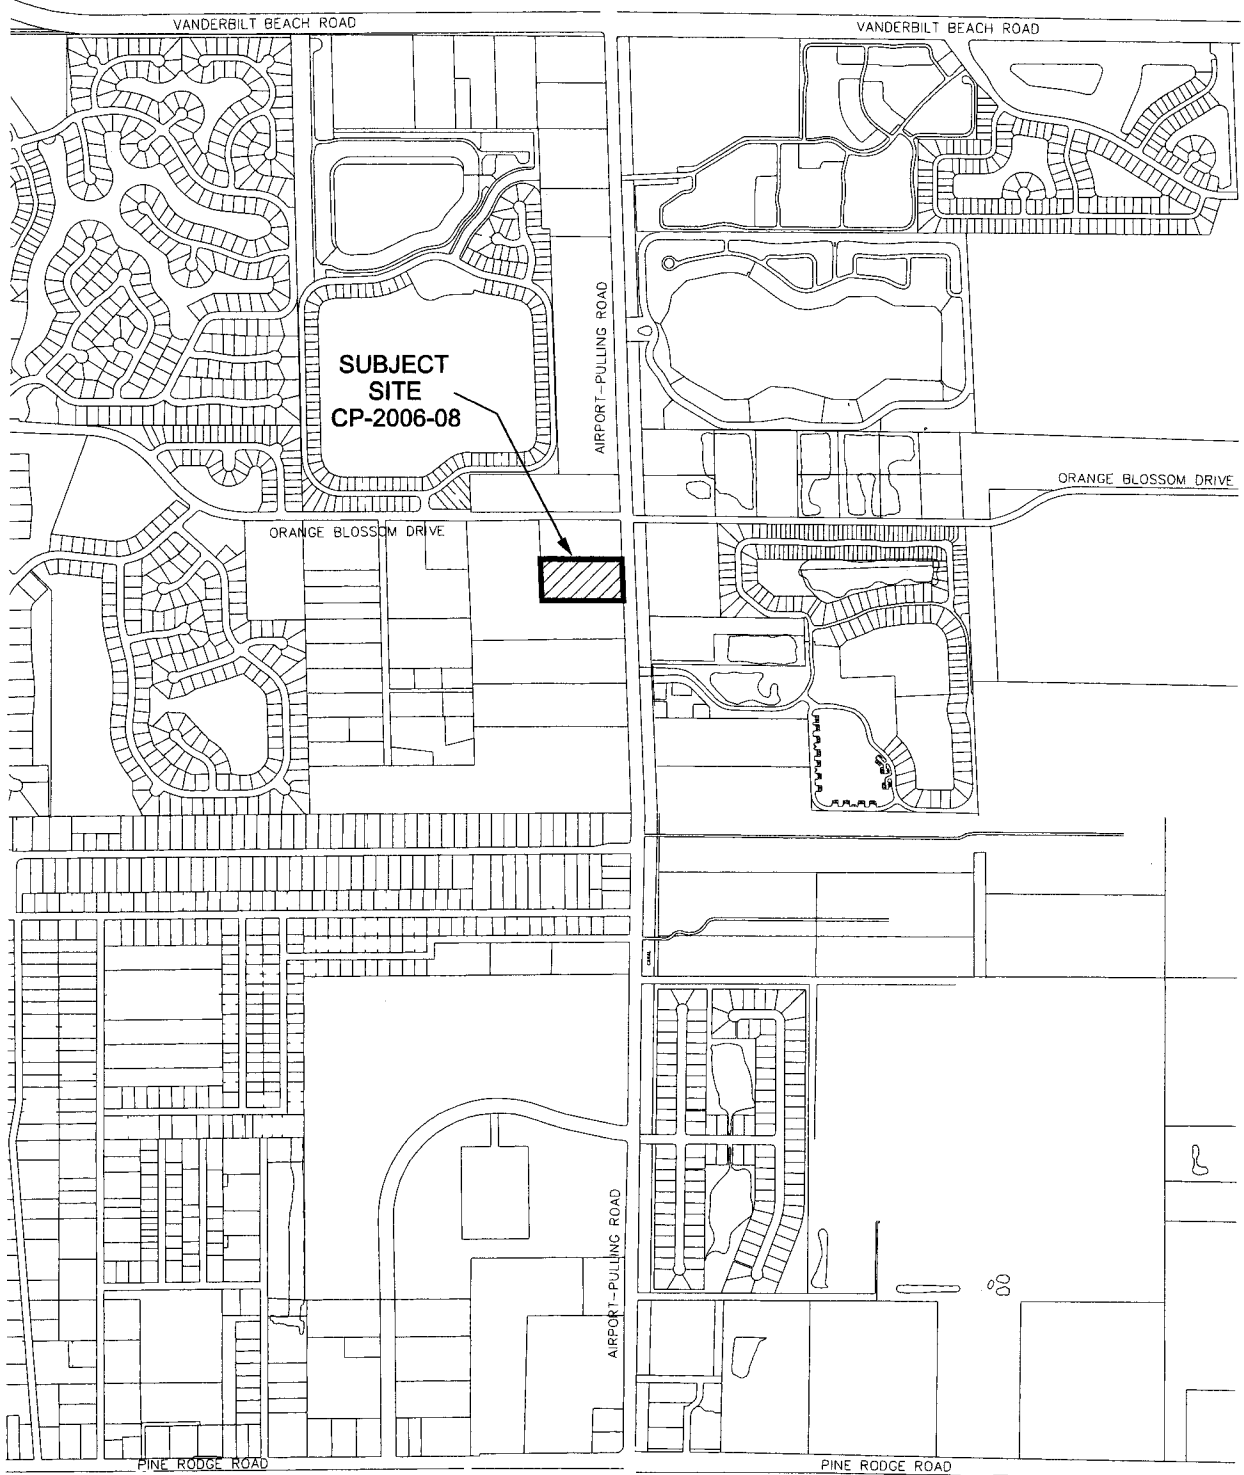 VANDERBILT BEACH ROAD
VANDERBILT BEACH ROAD
AIRPORT-PULLING ROAD
SUBJECT
SITE
CP-2006-08
ORANGE BLOSSOM DRIVE
ORANGE BLOSSOM DRIVE
CANAL
AIRPORT-PULLING ROAD
PINE RODGE ROAD
PINE RODGE ROAD